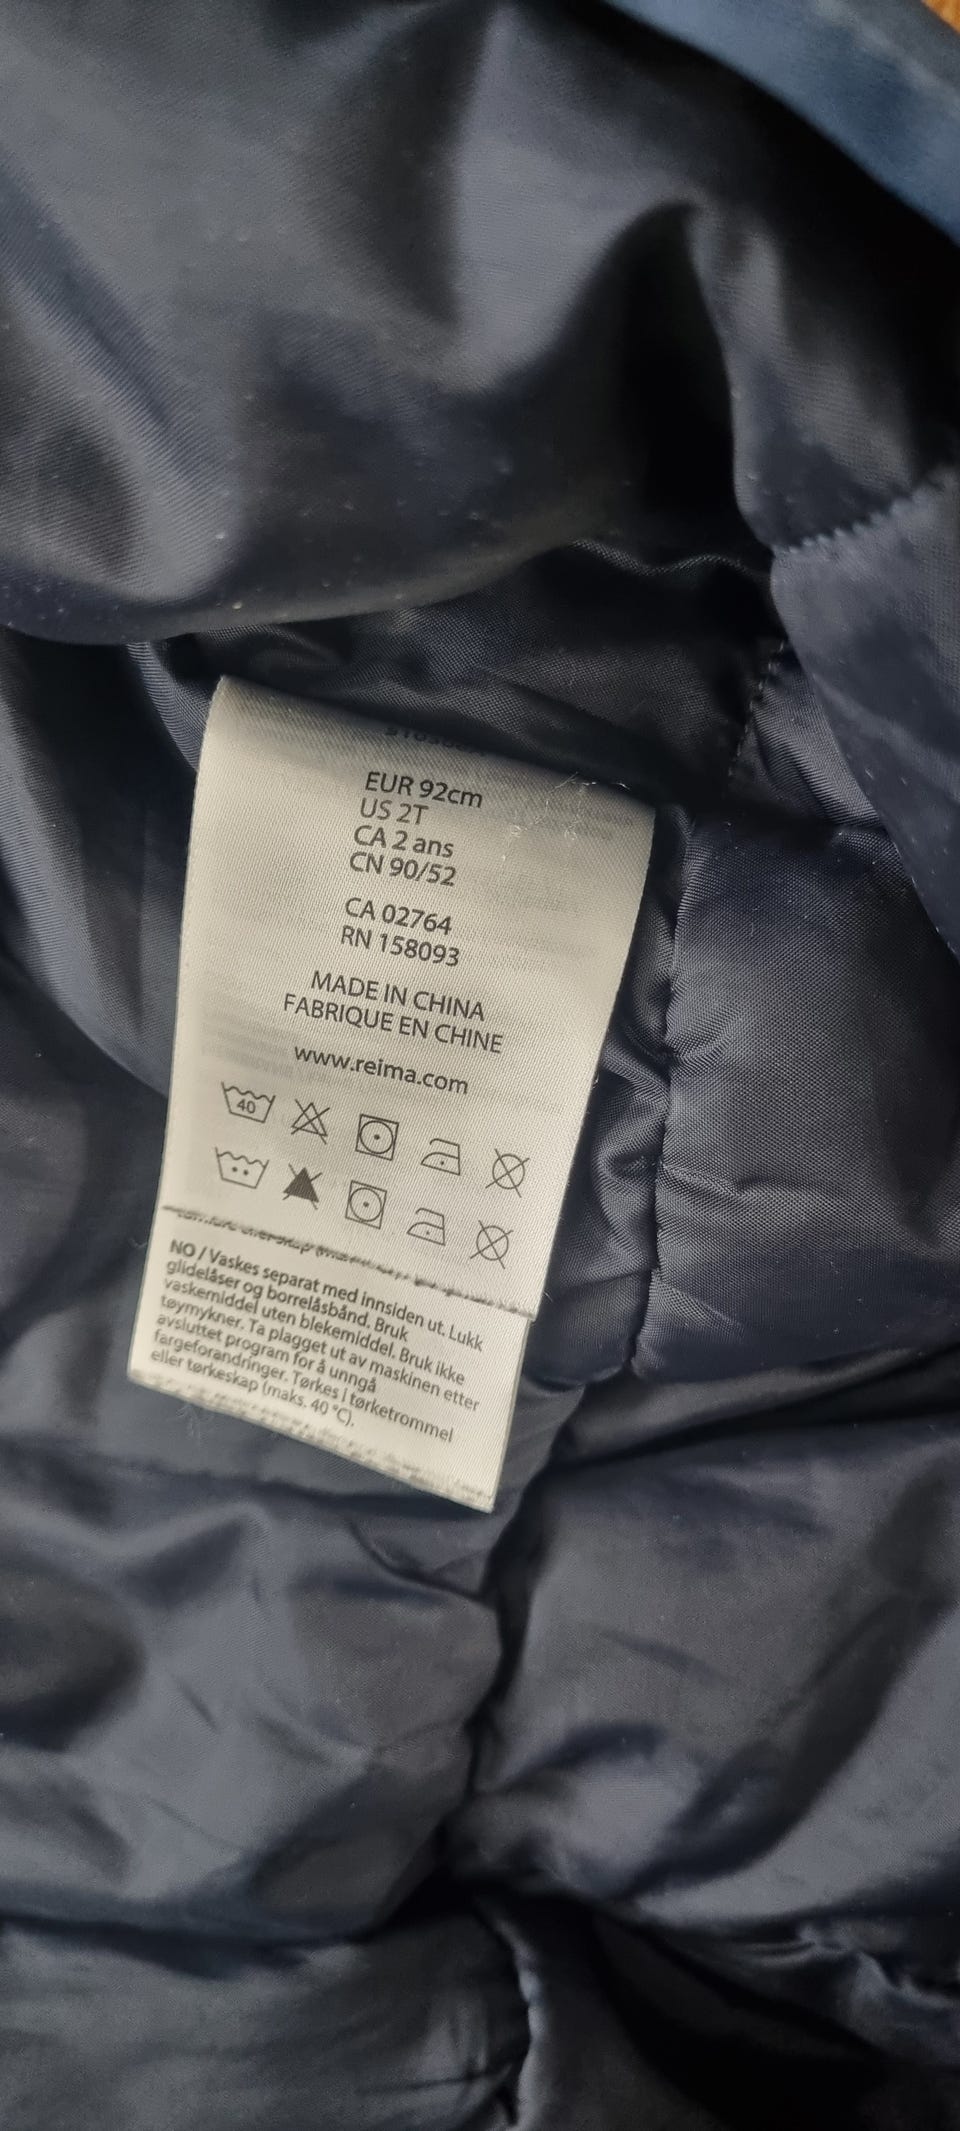 EUR 92cm
US 2T
CA 2 ans
CN 90/52
CA 02764
RN 158093
MADE IN CHINA
FABRIQUE EN CHINE
www.reima.com
40
NO / Vaskes separat med innsiden ut. Lukk
glidelåser og borrelåsbånd. Bruk
vaskemiddel uten blekemiddel. Bruk ikke
tøymykner. Ta plagget ut av maskinen etter
avsluttet program for å unngå
fargeforandringer. Tørkes i tørketrommel
eller tørkeskap (maks. 40 °C).